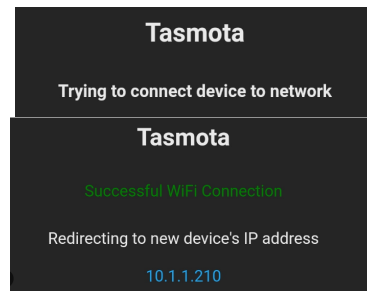 Tasmota
Trying to connect device to network
Tasmota
Successful WiFi Connection
Redirecting to new device's IP address
10.1.1.210